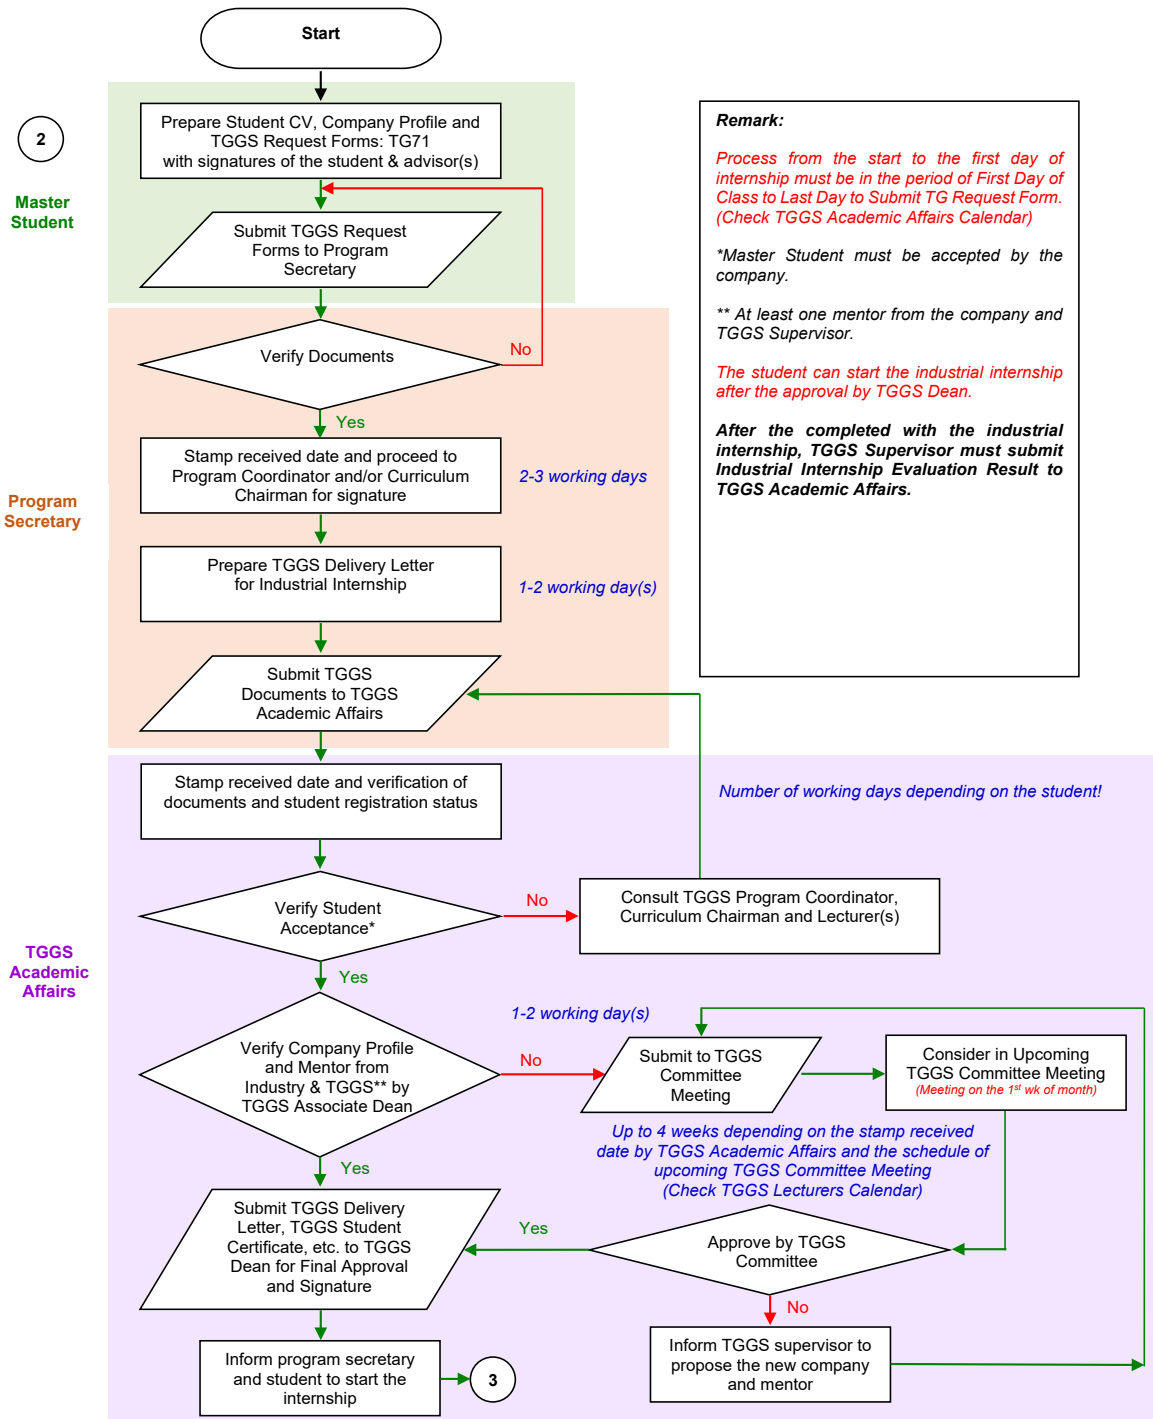 Start
2
Master
Student
Prepare Student CV, Company Profile and
TGGS Request Forms: TG71
with signatures of the student & advisor(s)
Submit TGGS Request
Forms to Program
Secretary
Remark:
Process from the start to the first day of
internship must be in the period of First Day of
Class to Last Day to Submit TG Request Form.
(Check TGGS Academic Affairs Calendar)
*Master Student must be accepted by the
company.
** At least one mentor from the company and
TGGS Supervisor.
The student can start the industrial internship
after the approval by TGGS Dean.
After the completed with the industrial
internship, TGGS Supervisor must submit
Industrial Internship Evaluation Result to
TGGS Academic Affairs.
Program
Secretary
Verify Documents
No
Yes
Stamp received date and proceed to
Program Coordinator and/or Curriculum
Chairman for signature
2-3 working days
Prepare TGGS Delivery Letter
for Industrial Internship
1-2 working day(s)
Submit TGGS
Documents to TGGS
Academic Affairs
TGGS
Academic
Affairs
Stamp received date and verification of
documents and student registration status
Number of working days depending on the student!
Verify Student
Acceptance*
No
Consult TGGS Program Coordinator,
Curriculum Chairman and Lecturer(s)
Yes
1-2 working day(s)
Verify Company Profile
and Mentor from
Industry & TGGS** by
TGGS Associate Dean
No
Submit to TGGS
Committee
Meeting
Consider in Upcoming
TGGS Committee Meeting
(Meeting on the 1st wk of month)
Up to 4 weeks depending on the stamp received
date by TGGS Academic Affairs and the schedule of
upcoming TGGS Committee Meeting
(Check TGGS Lecturers Calendar)
Yes
Submit TGGS Delivery
Letter, TGGS Student
Certificate, etc. to TGGS
Dean for Final Approval
and Signature
Yes
Approve by TGGS
Committee
No
Inform TGGS supervisor to
propose the new company
and mentor
Inform program secretary
and student to start the
internship
3